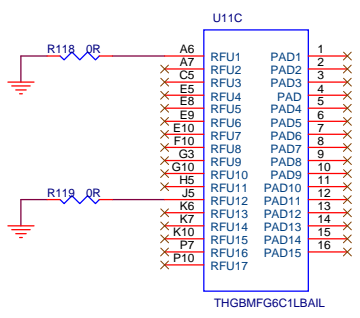 U11C
R118 0R
A6 RFU1 PAD1 1
A7 RFU2 PAD2 2
C5 RFU3 PAD3 3
E5 RFU4 PAD 4
E8 RFU5 PAD4 5
E9 RFU6 PAD5 6
E10 RFU7 PAD6 7
F10 RFU8 PAD7 8
G3 RFU9 PAD8 9
G10 RFU10 PAD9 10
H5 RFU11 PAD10 11
R119 0R
J5 RFU12 PAD11 12
K6 RFU13 PAD12 13
K7 RFU14 PAD13 14
K10 RFU15 PAD14 15
P7 RFU16 PAD15 16
P10 RFU17
THGBMFG6C1LBAIL